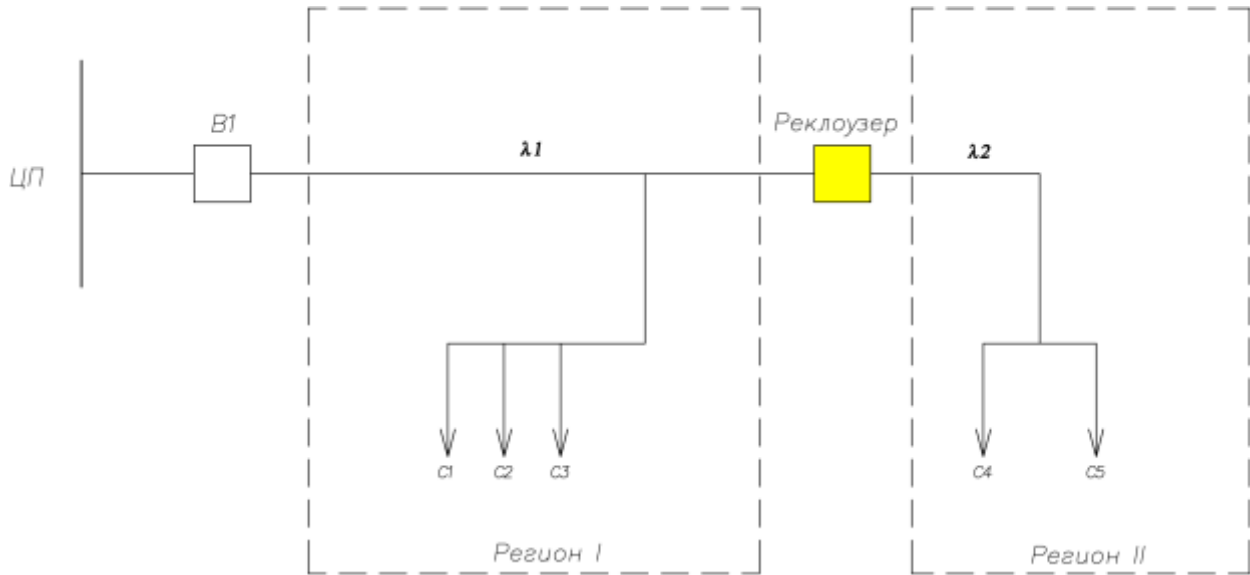 В1
Реклоузер
λ1
λ2
ЦП
С1
С2
С3
С4
С5
Регион I
Регион II